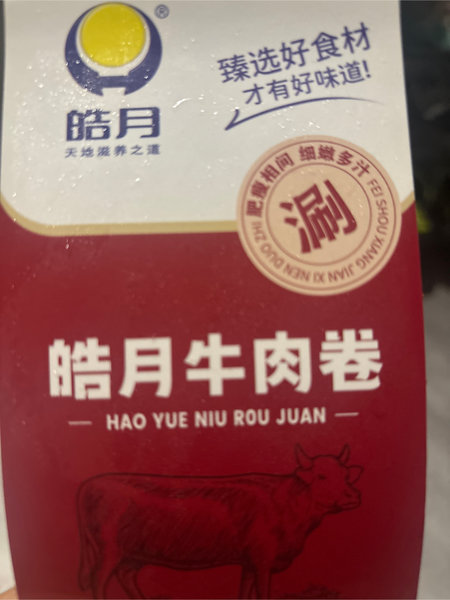 ®
皓月
天地滋养之道
臻选好食材
才有好味道!
肥瘦相间 细嫩多汁
FEI SHOU XIANG JIAN XI NEN DUO ZHI
涮
皓月牛肉卷
HAO YUE NIU ROU JUAN